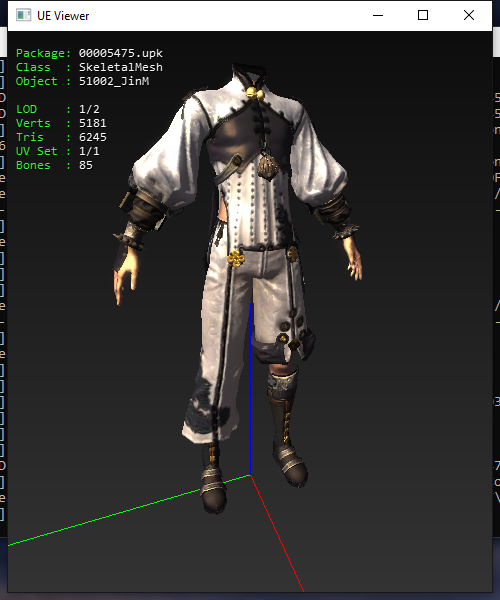 UE Viewer
Package: 00005475.upk
Class : SkeletalMesh
Object : 51002_JinM
LOD : 1/2
Verts : 5181
Tris : 6245
UV Set : 1/1
Bones : 85